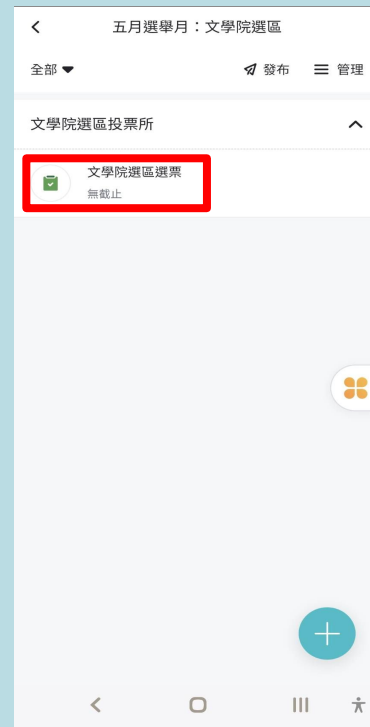 五月選舉月：文學院選區
全部 發布 管理
文學院選區投票所
文學院選區選票
無截止